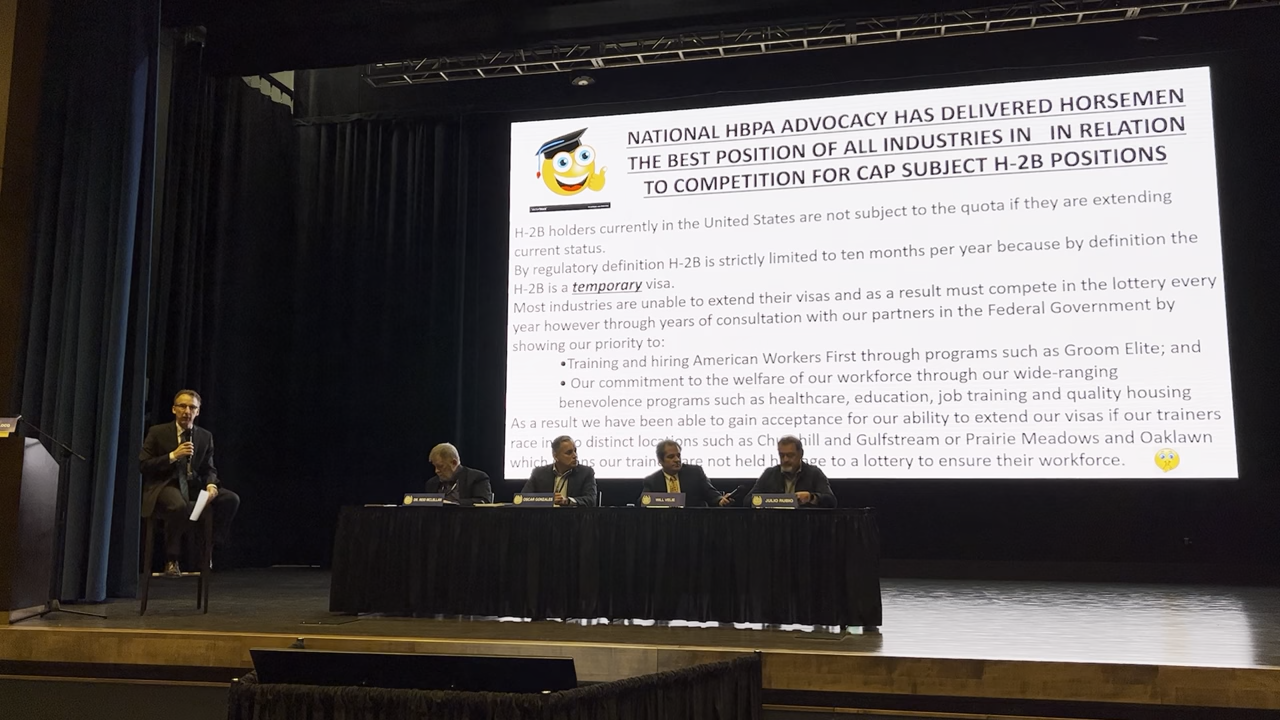 NATIONAL HBPA ADVOCACY HAS DELIVERED HORSEMEN
THE BEST POSITION OF ALL INDUSTRIES IN IN RELATION
TO COMPETITION FOR CAP SUBJECT H-2B POSITIONS
H-2B holders currently in the United States are not subject to the quota if they are extending
current status.
By regulatory definition H-2B is strictly limited to ten months per year because by definition the
H-2B is a temporary visa.
Most industries are unable to extend their visas and as a result must compete in the lottery every
year however through years of consultation with our partners in the Federal Government by
showing our priority to:
•Training and hiring American Workers First through programs such as Groom Elite; and
• Our commitment to the welfare of our workforce through our wide-ranging
benevolence programs such as healthcare, education, job training and quality housing
As a result we have been able to gain acceptance for our ability to extend our visas if our trainers
race in distinct locations such as Churchill and Gulfstream or Prairie Meadows and Oaklawn
which our are not held to a lottery to ensure their workforce.
OSCAR GONZALES
WILL VELIE
JULIO RUBIO